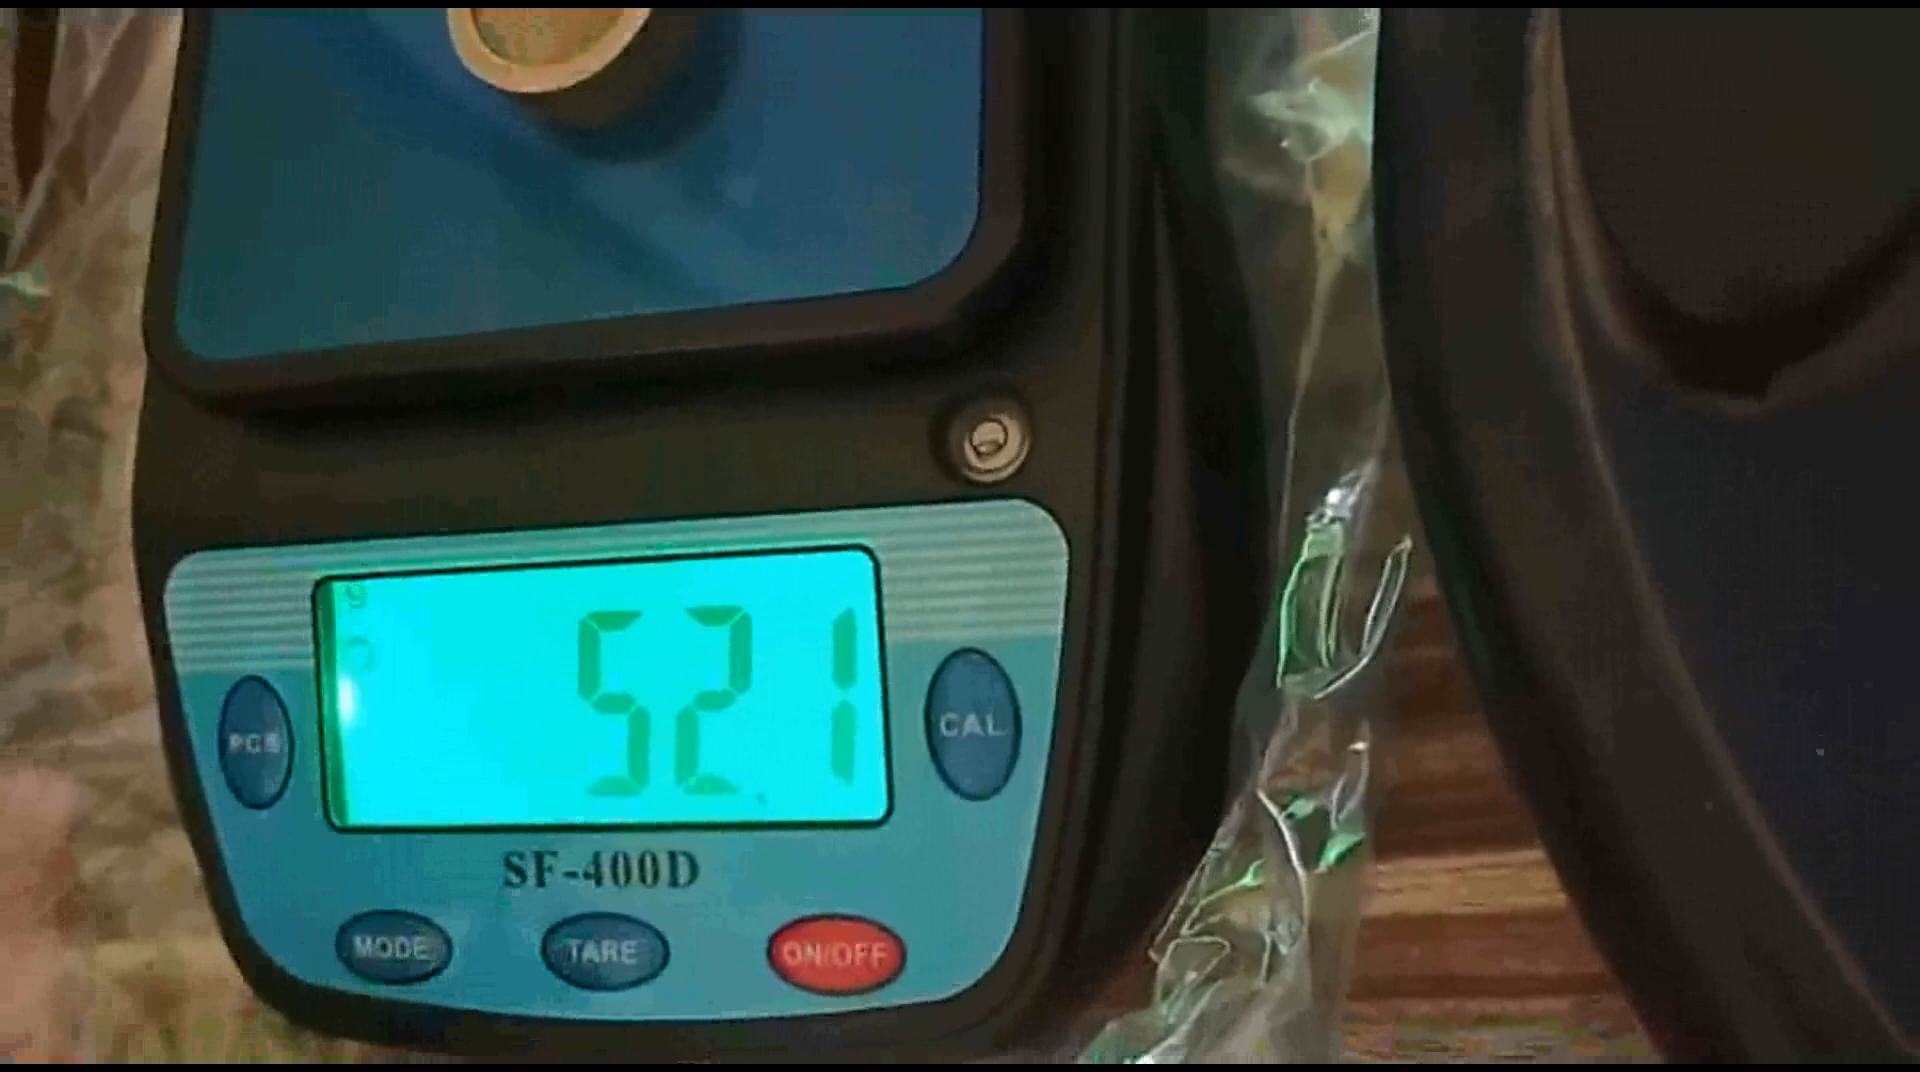 52.1
PCS
CAL
SF-400D
MODE
TARE
ON/OFF